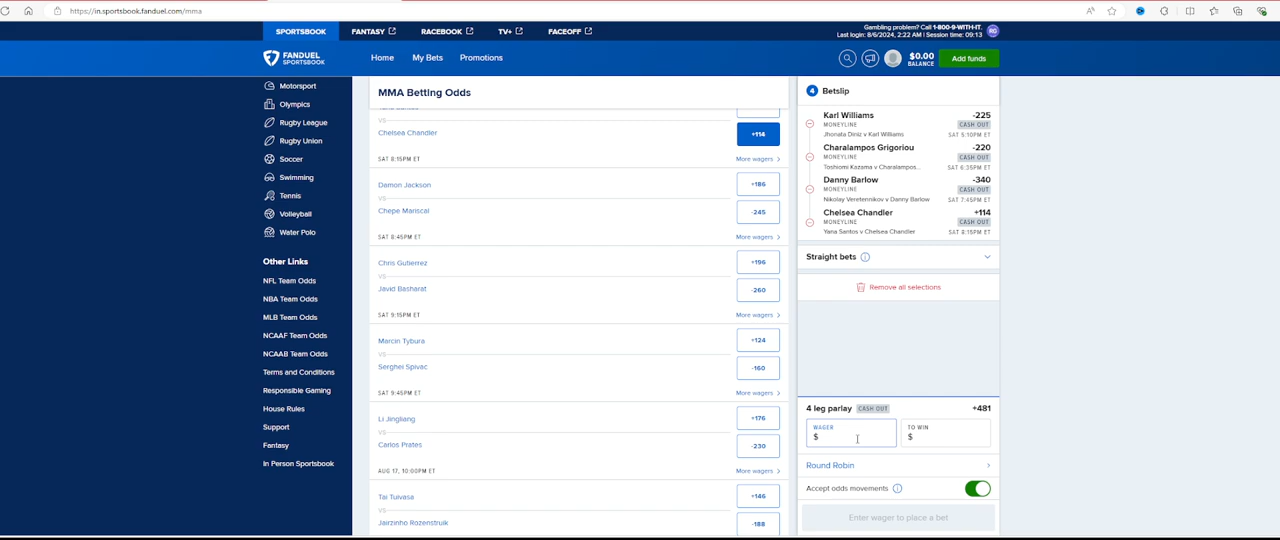 https://in.sportsbook.fanduel.com/mma
SPORTSBOOK FANTASY RACEBOOK TV+ FACEOFF
Gambling problem? Call 1-800-9-WITH-IT.
Last login: 8/6/2024, 2:22 AM | Session time: 09:13 RG
FANDUEL
SPORTSBOOK
Home My Bets Promotions
$0.00
BALANCE
Add funds
Motorsport
Olympics
Rugby League
Rugby Union
Soccer
Swimming
Tennis
Volleyball
Water Polo
Other Links
NFL Team Odds
NBA Team Odds
MLB Team Odds
NCAAF Team Odds
NCAAB Team Odds
Terms and Conditions
Responsible Gaming
House Rules
Support
Fantasy
In Person Sportsbook
MMA Betting Odds
VS
Chelsea Chandler +114
SAT 8:15PM ET More wagers
Damon Jackson +186
VS
Chepe Mariscal -245
SAT 8:45PM ET More wagers
Chris Gutierrez +196
VS
Javid Basharat -260
SAT 9:15PM ET More wagers
Marcin Tybura +124
VS
Serghei Spivac -160
SAT 9:45PM ET More wagers
Li Jingliang +176
VS
Carlos Prates -230
AUG 17, 10:00PM ET More wagers
Tai Tuivasa +146
VS
Jairzinho Rozenstruik -188
4 Betslip
Karl Williams -225
MONEYLINE CASH OUT
Jhonata Diniz v Karl Williams SAT 5:10PM ET
Charalampos Grigoriou -220
MONEYLINE CASH OUT
Toshiomi Kazama v Charalampos... SAT 6:35PM ET
Danny Barlow -340
MONEYLINE CASH OUT
Nikolay Veretennikov v Danny Barlow SAT 7:45PM ET
Chelsea Chandler +114
MONEYLINE CASH OUT
Yana Santos v Chelsea Chandler SAT 8:15PM ET
Straight bets
Remove all selections
4 leg parlay CASH OUT +481
WAGER
$
TO WIN
$
Round Robin
Accept odds movements
Enter wager to place a bet